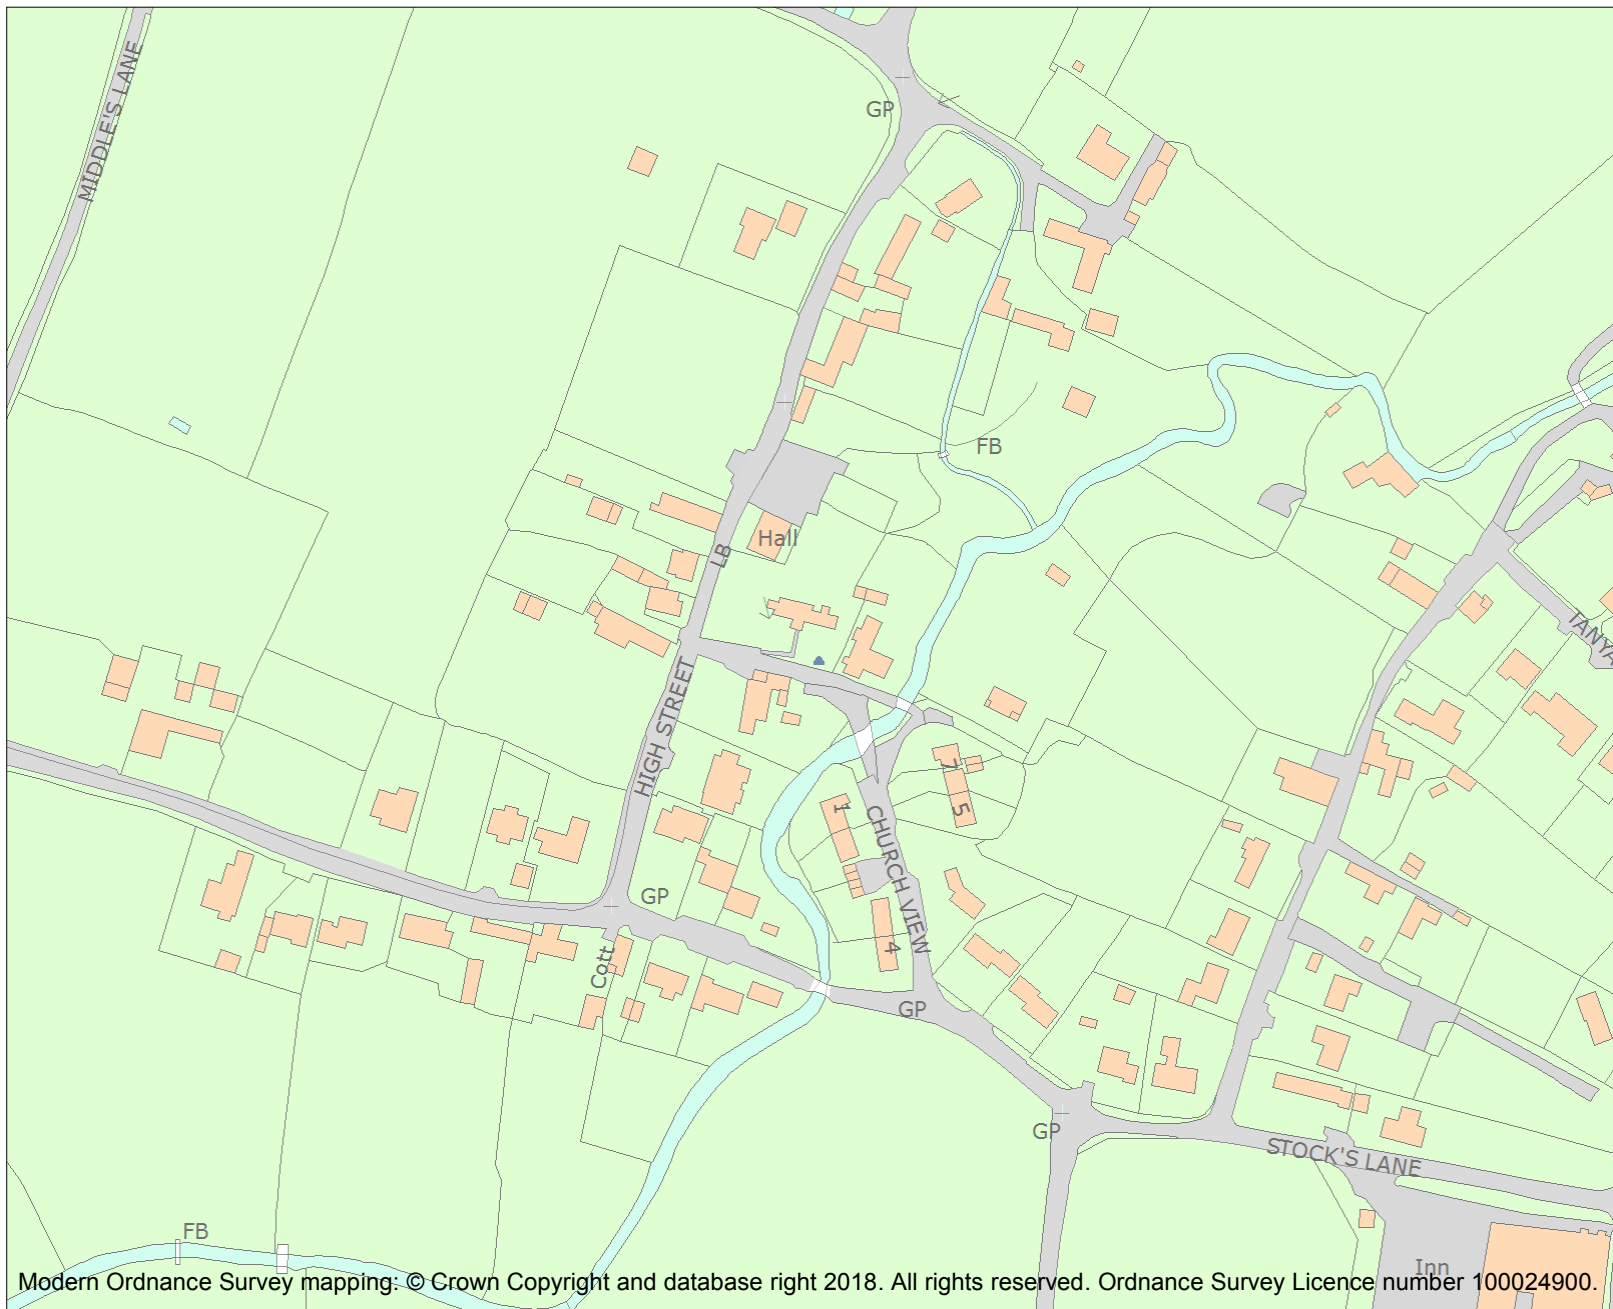 MIDDLE'S LANE
GP
FB
Hall
LB
TANYA
HIGH STREET
7
5
1
CHURCH VIEW
GP
4
Cott
GP
GP
STOCK'S LANE
FB
Inn
Modern Ordnance Survey mapping: © Crown Copyright and database right 2018. All rights reserved. Ordnance Survey Licence number 100024900.